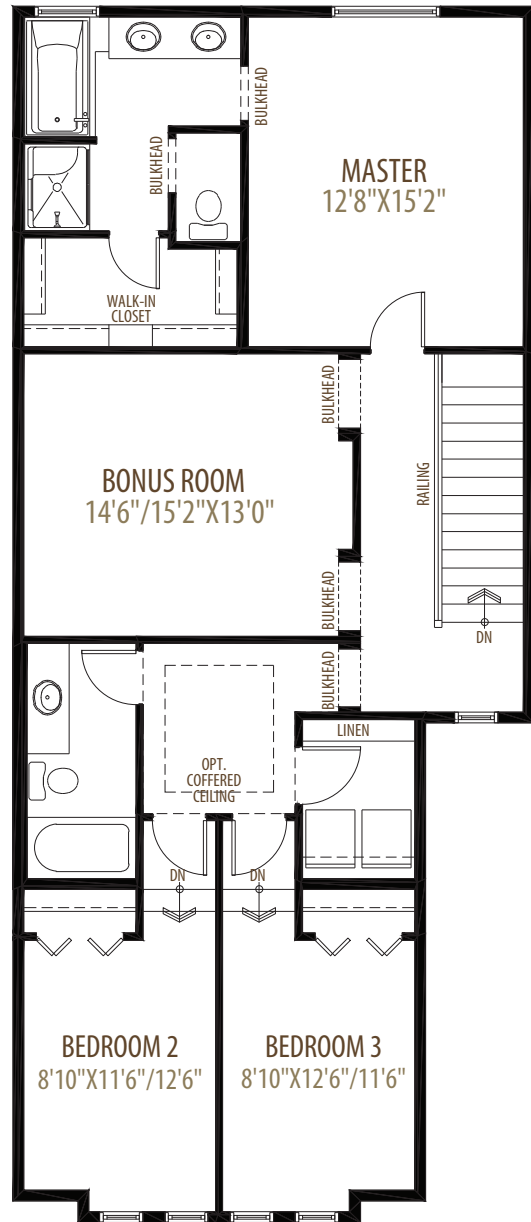 BULKHEAD
BULKHEAD
MASTER
12'8"X15'2"
WALK-IN
CLOSET
BULKHEAD
BONUS ROOM
14'6"/15'2"X13'0"
RAILING
BULKHEAD
DN
BULKHEAD
LINEN
OPT.
COFFERED
CEILING
DN
DN
BEDROOM 2
8'10"X11'6"/12'6"
BEDROOM 3
8'10"X12'6"/11'6"